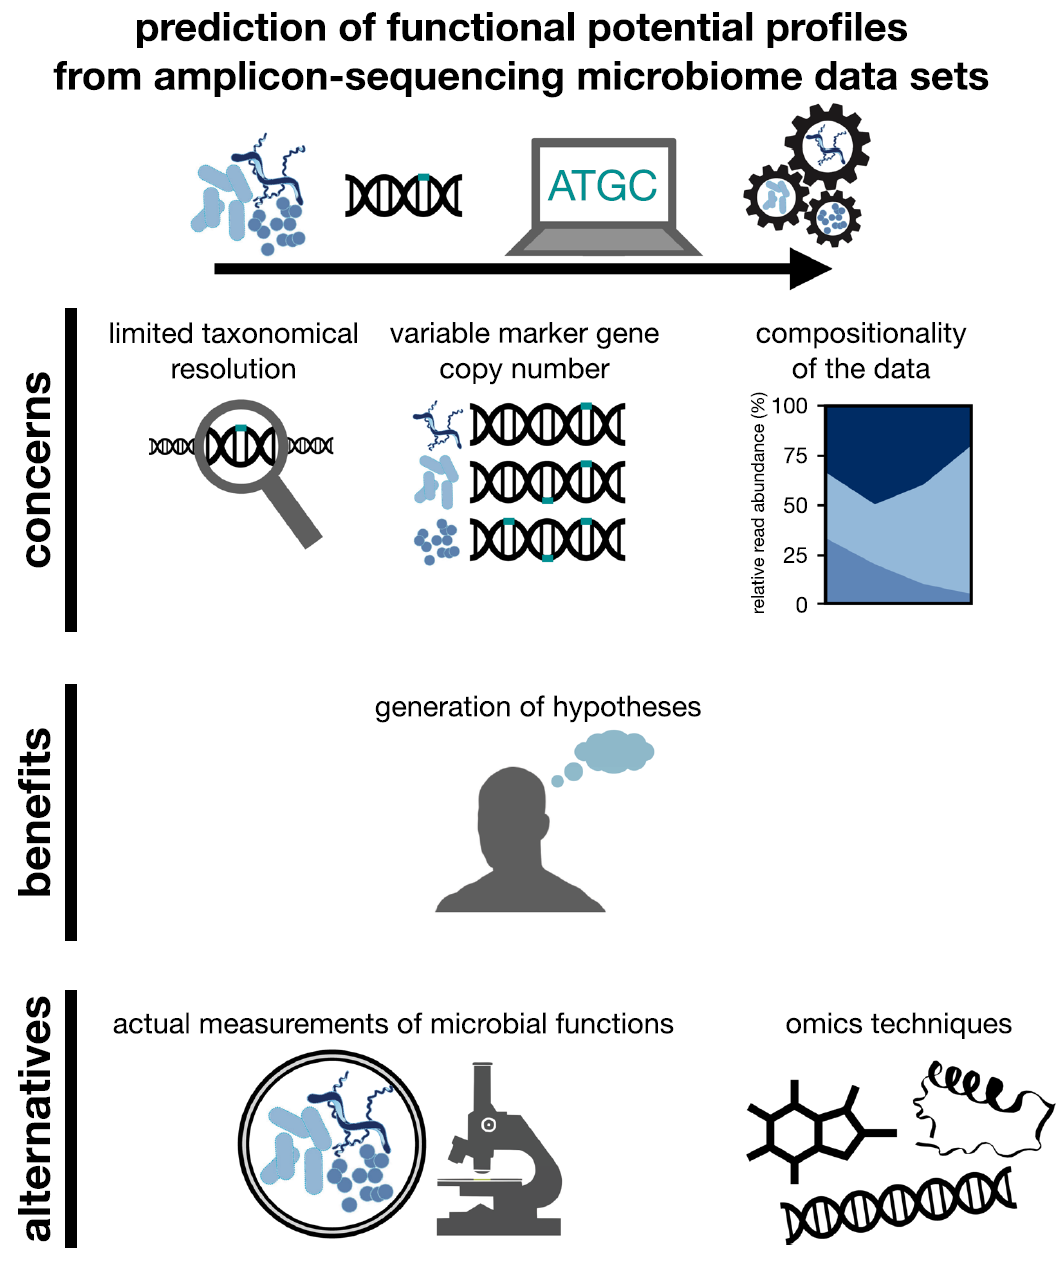 prediction of functional potential profiles
from amplicon-sequencing microbiome data sets
ATGC
concerns
limited taxonomical
resolution
variable marker gene
copy number
compositionality
of the data
relative read abundance (%)
100
75
50
25
0
benefits
generation of hypotheses
alternatives
actual measurements of microbial functions
omics techniques